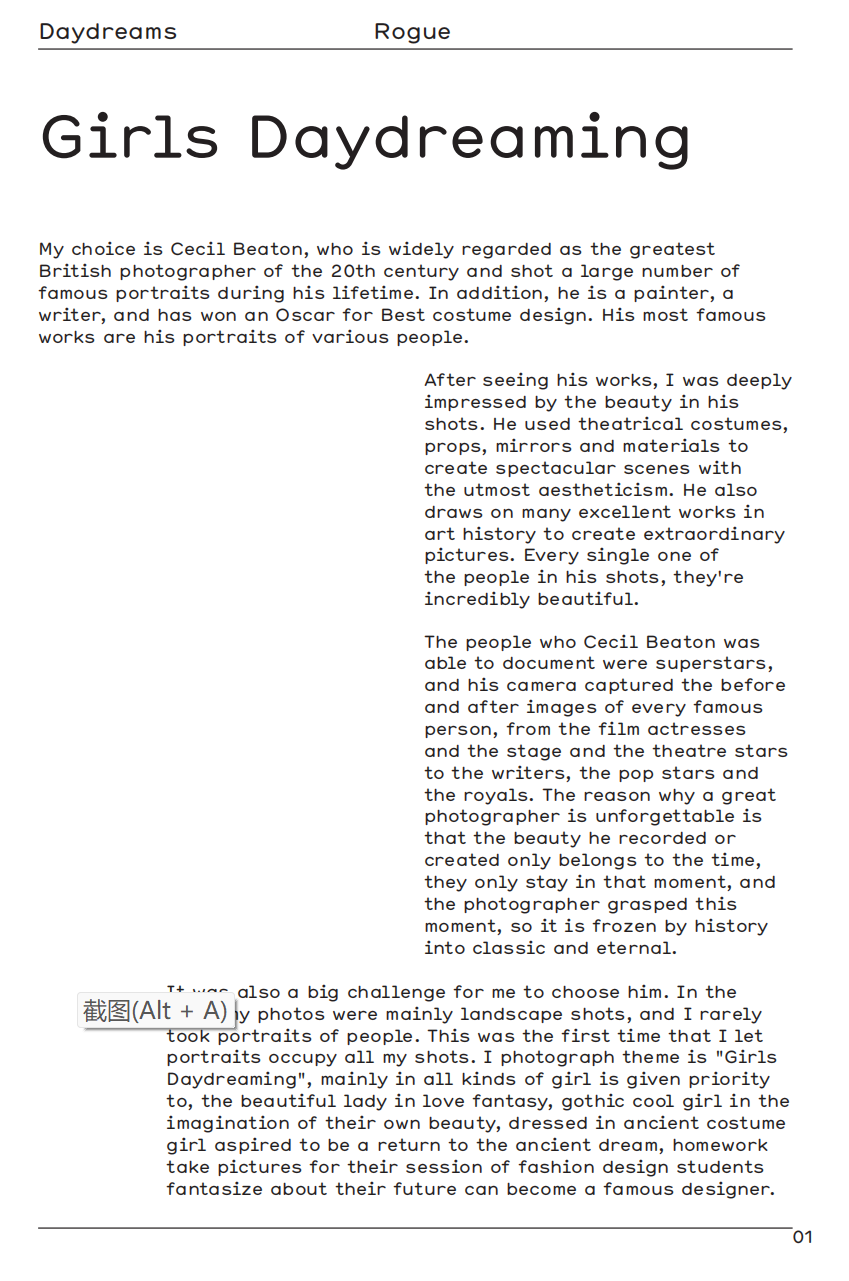 Daydreams Rogue
Girls Daydreaming
My choice is Cecil Beaton, who is widely regarded as the greatest
British photographer of the 20th century and shot a large number of
famous portraits during his lifetime. In addition, he is a painter, a
writer, and has won an Oscar for Best costume design. His most famous
works are his portraits of various people.
After seeing his works, I was deeply
impressed by the beauty in his
shots. He used theatrical costumes,
props, mirrors and materials to
create spectacular scenes with
the utmost aestheticism. He also
draws on many excellent works in
art history to create extraordinary
pictures. Every single one of
the people in his shots, they're
incredibly beautiful.
The people who Cecil Beaton was
able to document were superstars,
and his camera captured the before
and after images of every famous
person, from the film actresses
and the stage and the theatre stars
to the writers, the pop stars and
the royals. The reason why a great
photographer is unforgettable is
that the beauty he recorded or
created only belongs to the time,
they only stay in that moment, and
the photographer grasped this
moment, so it is frozen by history
into classic and eternal.
It was also a big challenge for me to choose him. In the
截图(Alt + A)
photos were mainly landscape shots, and I rarely
took portraits of people. This was the first time that I let
portraits occupy all my shots. I photograph theme is "Girls
Daydreaming", mainly in all kinds of girl is given priority
to, the beautiful lady in love fantasy, gothic cool girl in the
imagination of their own beauty, dressed in ancient costume
girl aspired to be a return to the ancient dream, homework
take pictures for their session of fashion design students
fantasize about their future can become a famous designer.
01